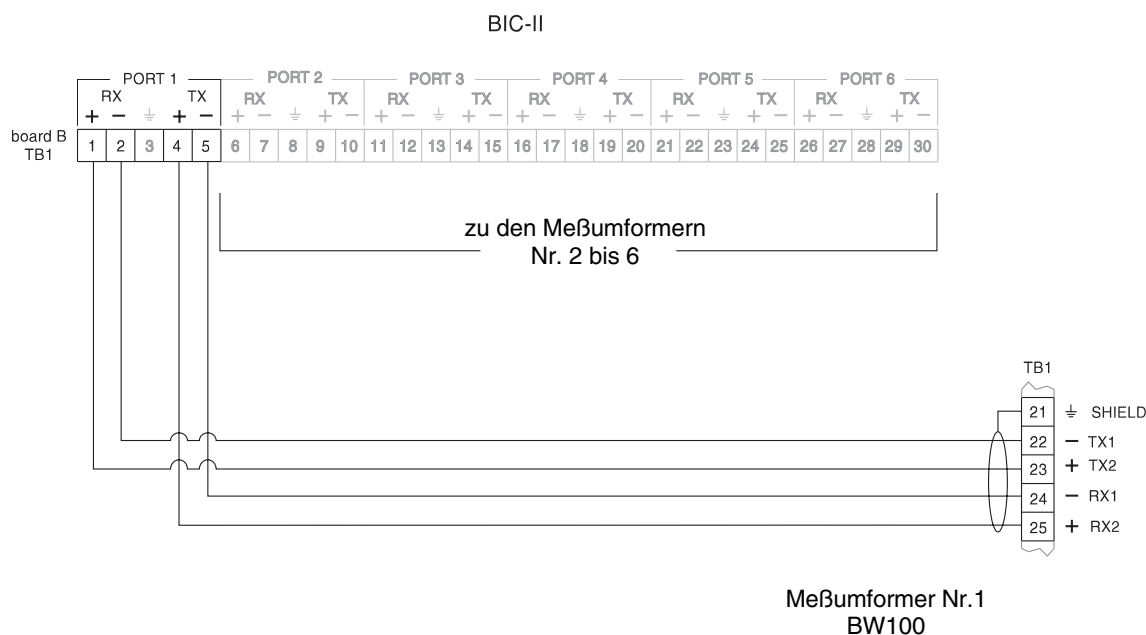 BIC-II
PORT 1 PORT 2 PORT 3 PORT 4 PORT 5 PORT 6
RX TX RX TX RX TX RX TX RX TX RX TX
+ − ⏚ + − + − ⏚ + − + − ⏚ + − + − ⏚ + − + − ⏚ + − + − ⏚ + −
board B
TB1
1 2 3 4 5 6 7 8 9 10 11 12 13 14 15 16 17 18 19 20 21 22 23 24 25 26 27 28 29 30
zu den Meßumformern
Nr. 2 bis 6
TB1
21 ⏚ SHIELD
22 − TX1
23 + TX2
24 − RX1
25 + RX2
Meßumformer Nr.1
BW100